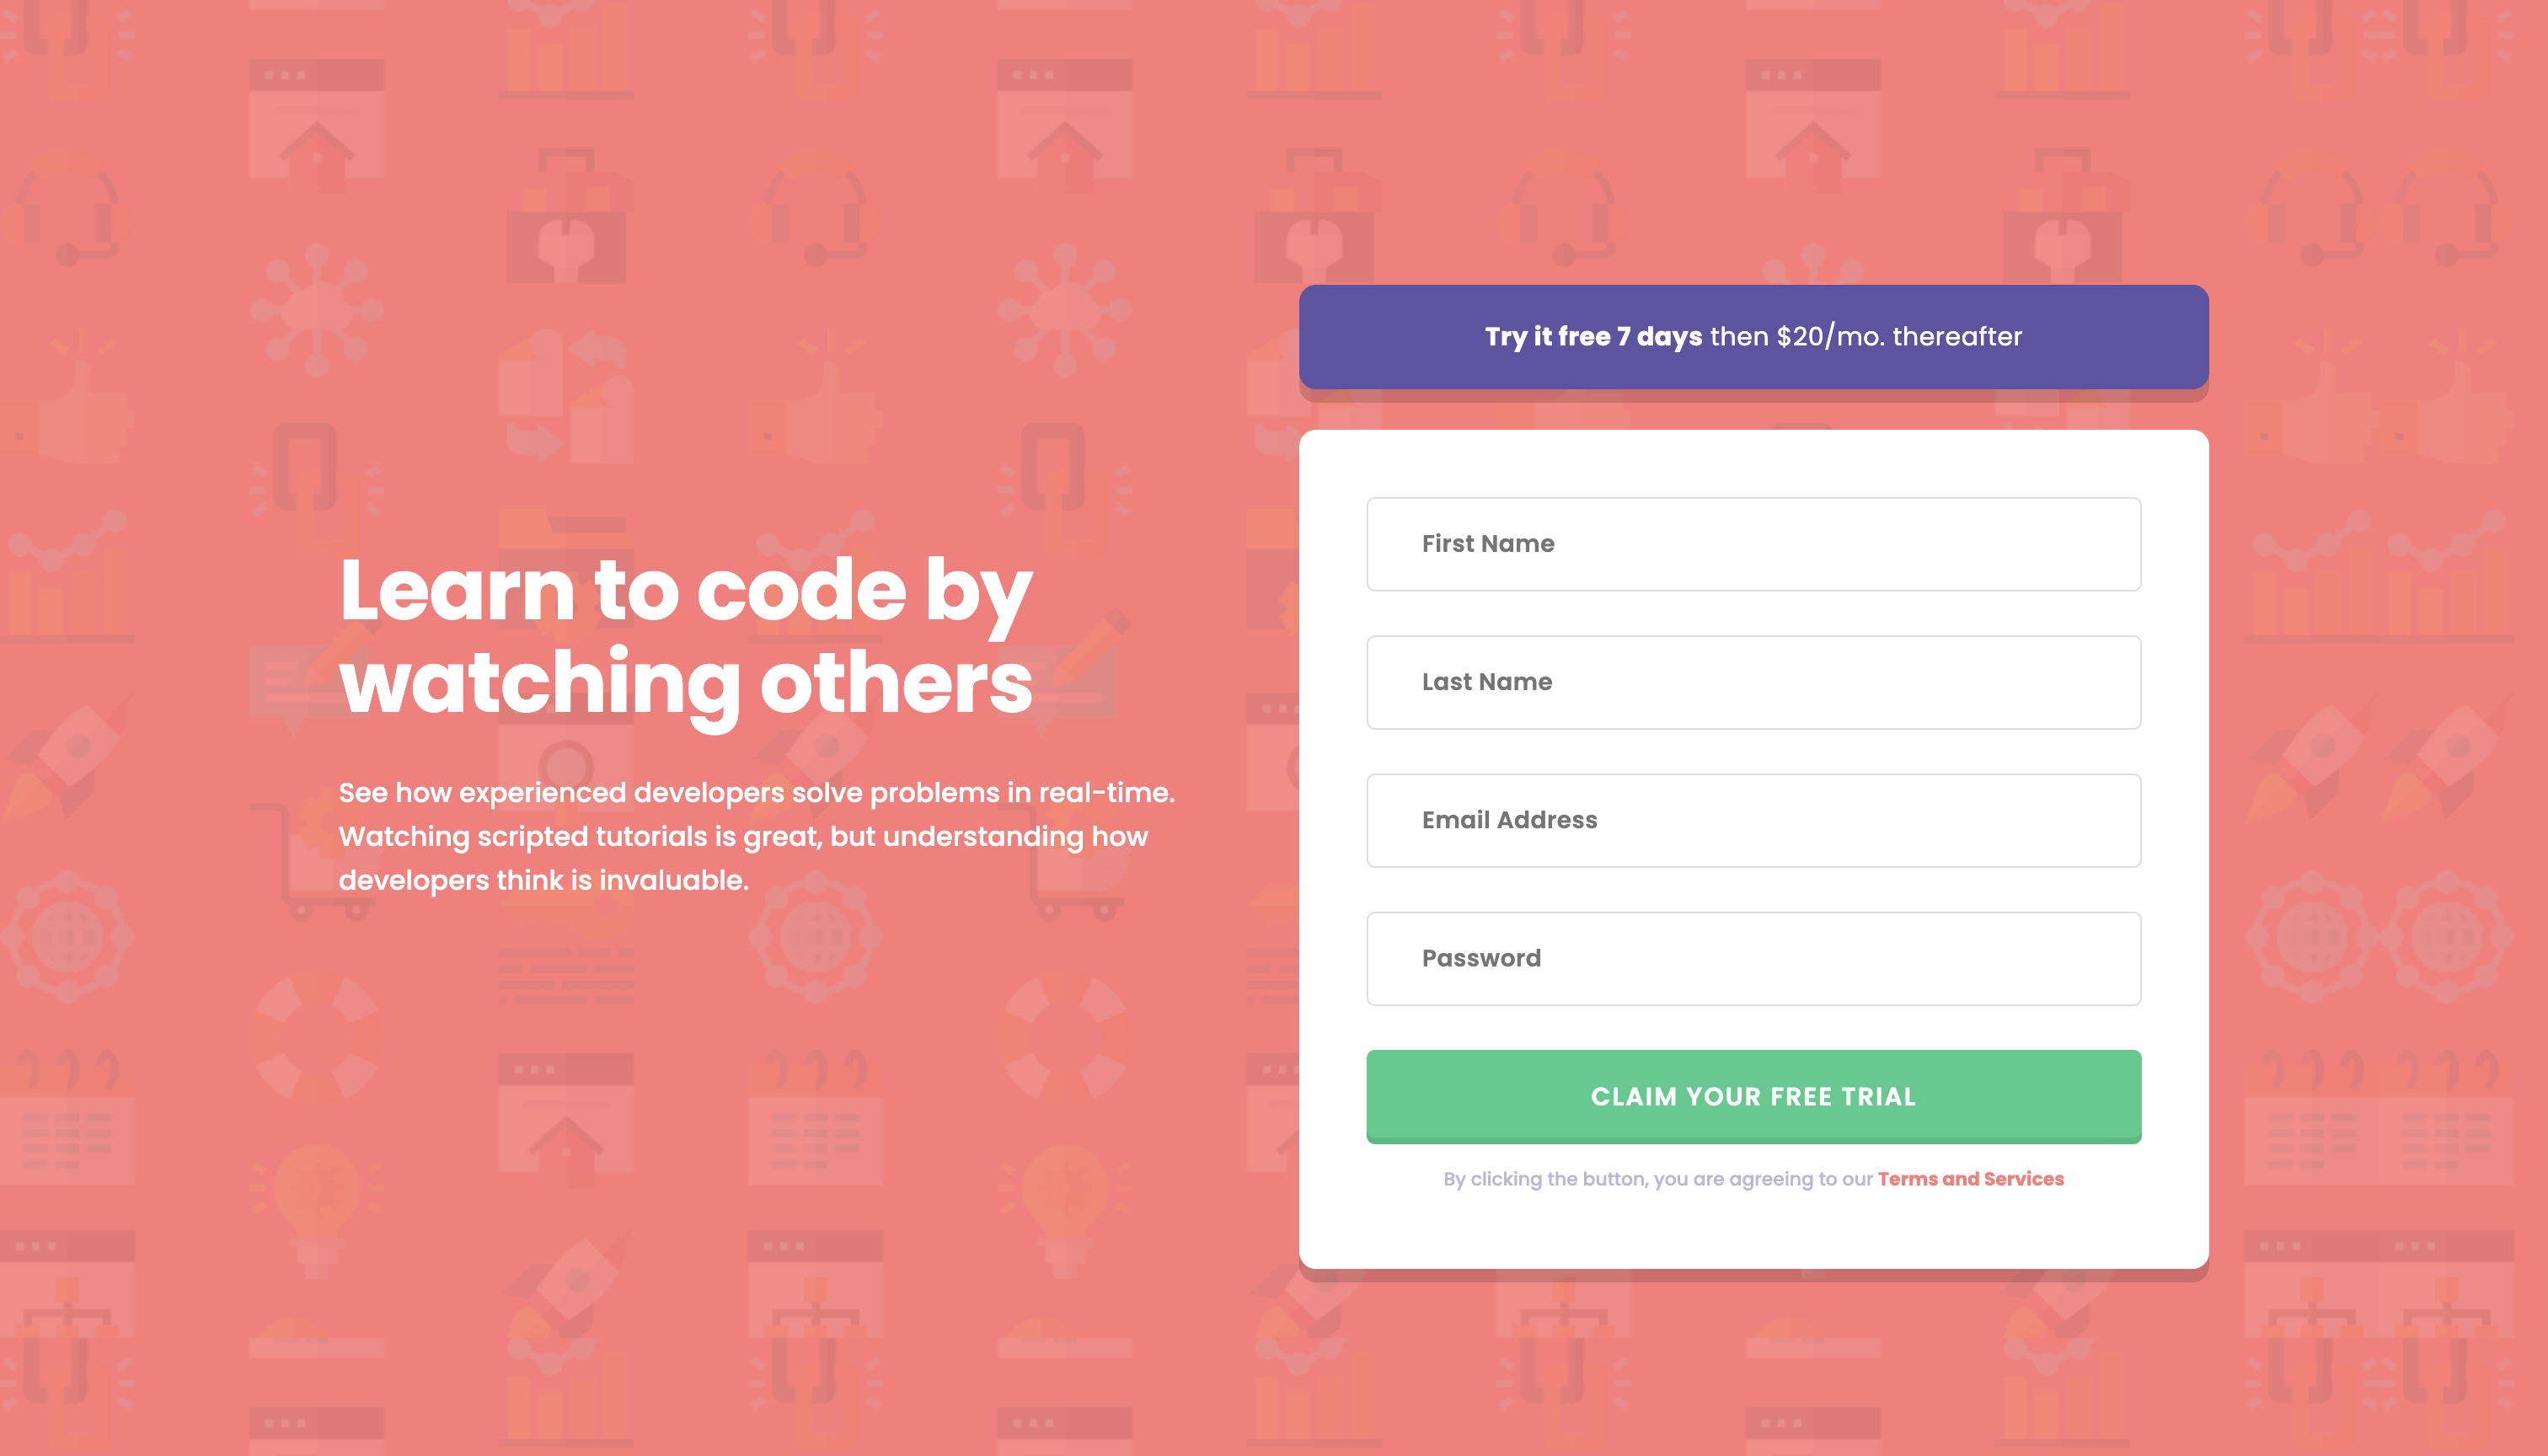 Learn to code by
watching others
See how experienced developers solve problems in real-time.
Watching scripted tutorials is great, but understanding how
developers think is invaluable.
Try it free 7 days then $20/mo. thereafter
First Name
Last Name
Email Address
Password
CLAIM YOUR FREE TRIAL
By clicking the button, you are agreeing to our Terms and Services